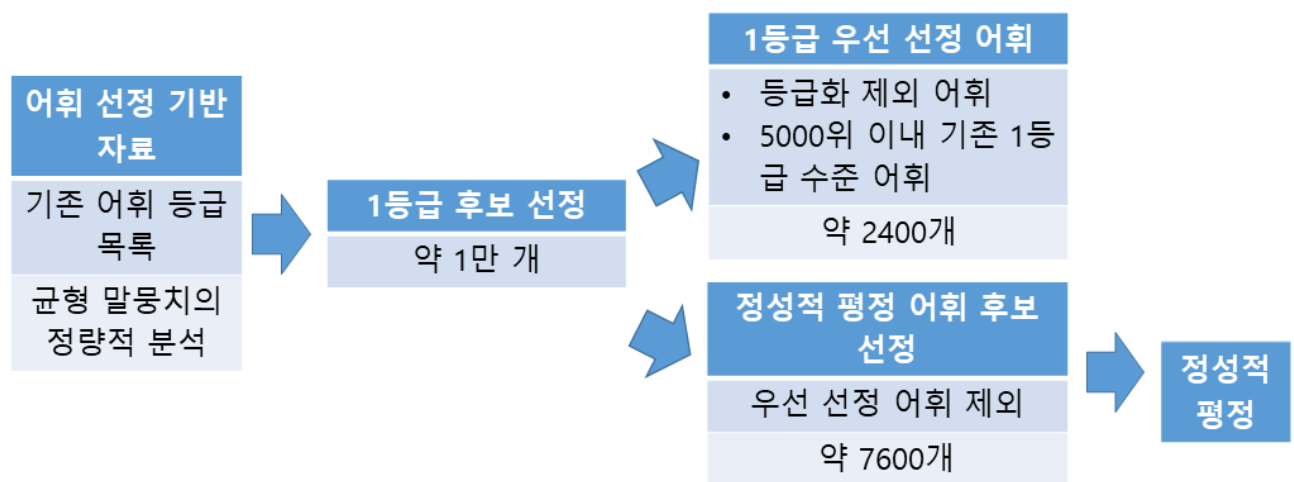 어휘 선정 기반
자료
기존 어휘 등급
목록
균형 말뭉치의
정량적 분석
1등급 후보 선정
약 1만 개
1등급 우선 선정 어휘
• 등급화 제외 어휘
• 5000위 이내 기존 1등
급 수준 어휘
약 2400개
정성적 평정 어휘 후보
선정
우선 선정 어휘 제외
약 7600개
정성적
평정